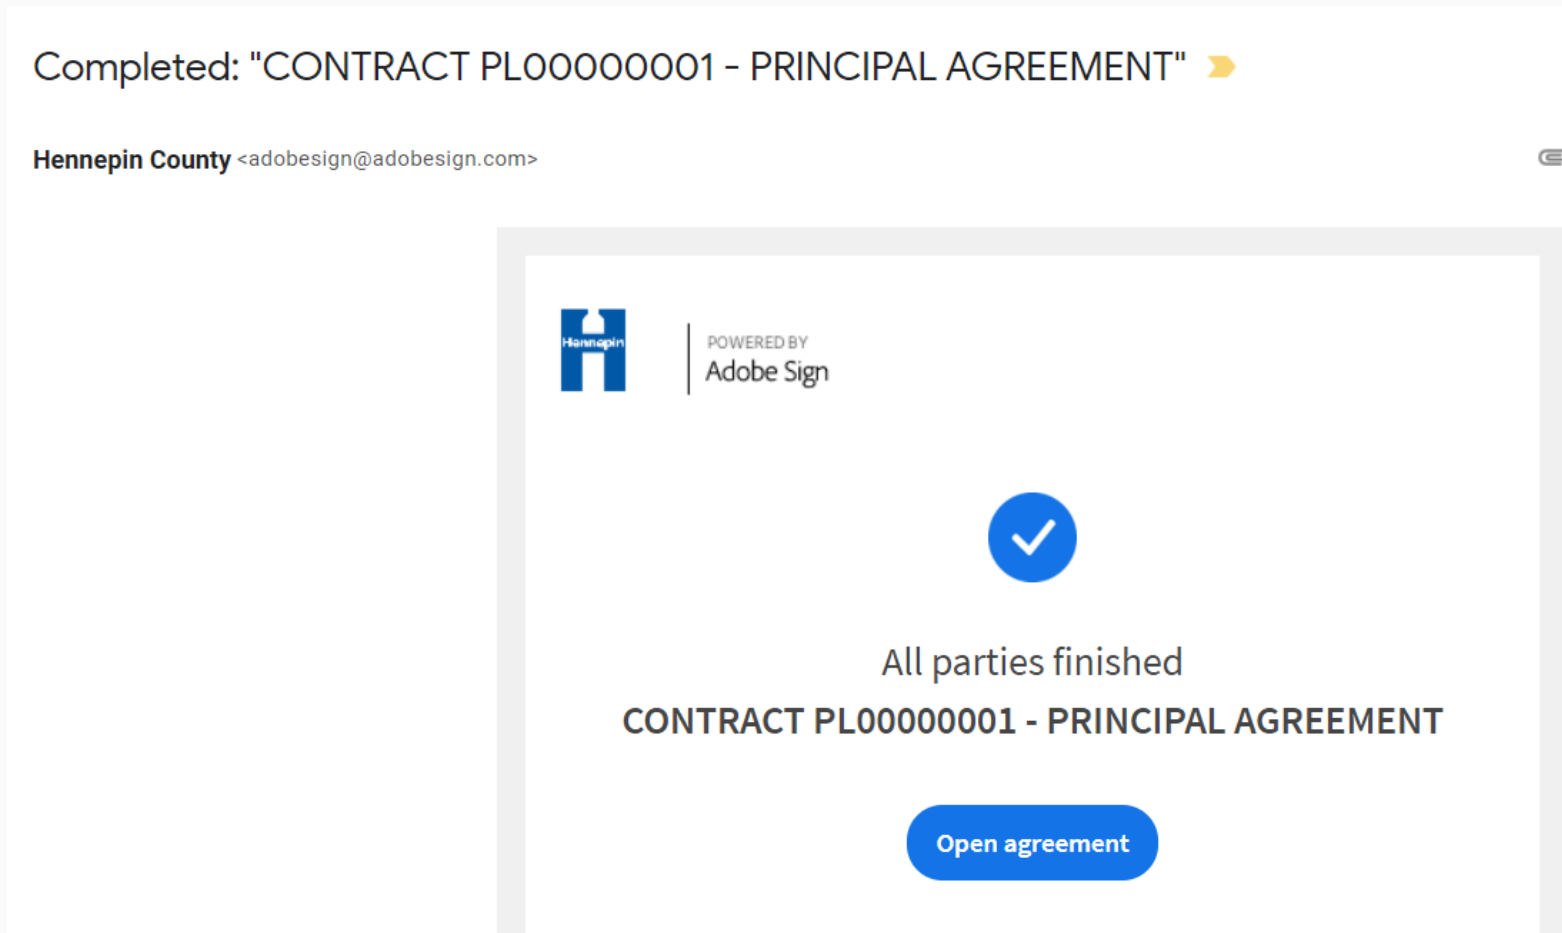 Completed: "CONTRACT PL00000001 - PRINCIPAL AGREEMENT"
Hennepin County <adobesign@adobesign.com>
Hennepin
POWERED BY
Adobe Sign
All parties finished
CONTRACT PL00000001 - PRINCIPAL AGREEMENT
Open agreement